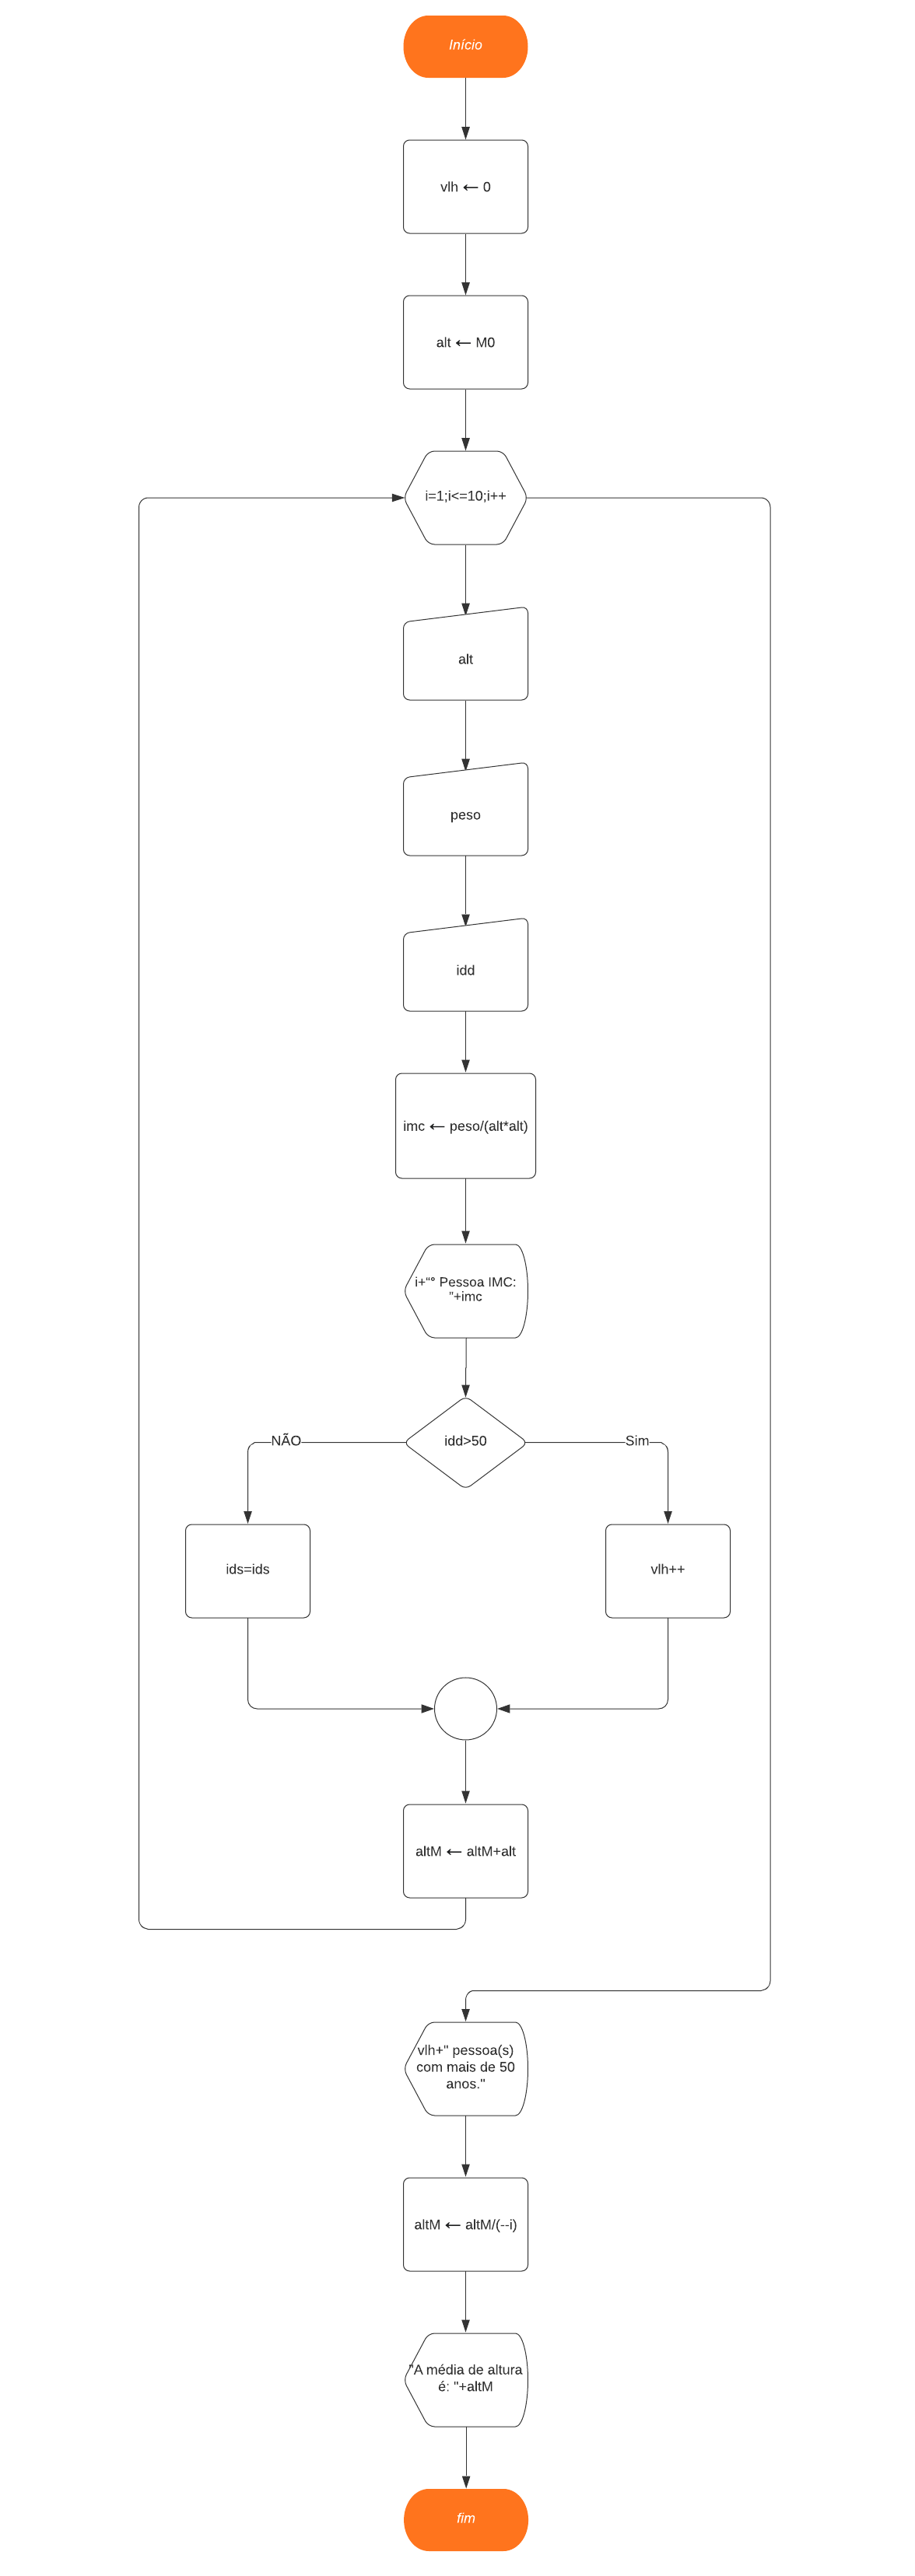 Início
vlh ← 0
alt ← M0
i=1;i<=10;i++
alt
peso
idd
imc ← peso/(alt*alt)
i+“° Pessoa IMC:
”+imc
idd>50
NÃO
Sim
ids=ids
vlh++
altM ← altM+alt
vlh+" pessoa(s)
com mais de 50
anos."
altM ← altM/(--i)
"A média de altura
é: "+altM
fim